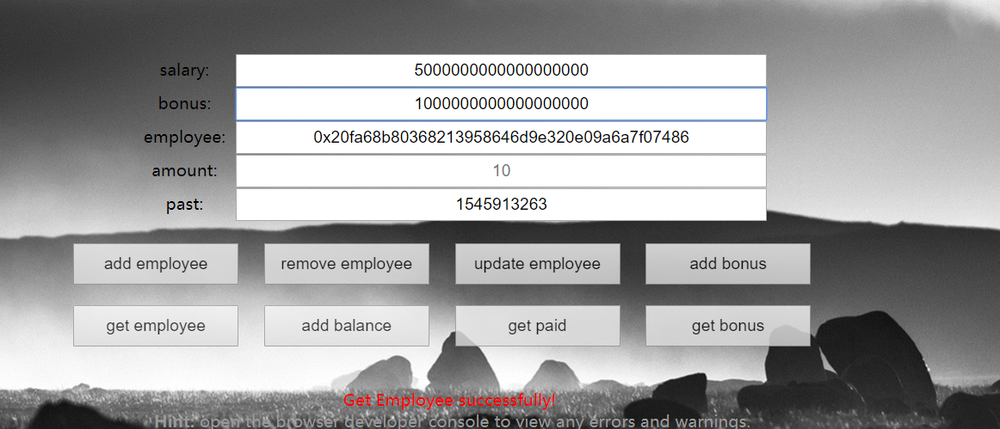 salary: 5000000000000000000
bonus: 1000000000000000000
employee: 0x20fa68b80368213958646d9e320e09a6a7f07486
amount: 10
past: 1545913263
add employee remove employee update employee add bonus
get employee add balance get paid get bonus
Get Employee successfully!
Hint: open the browser developer console to view any errors and warnings.